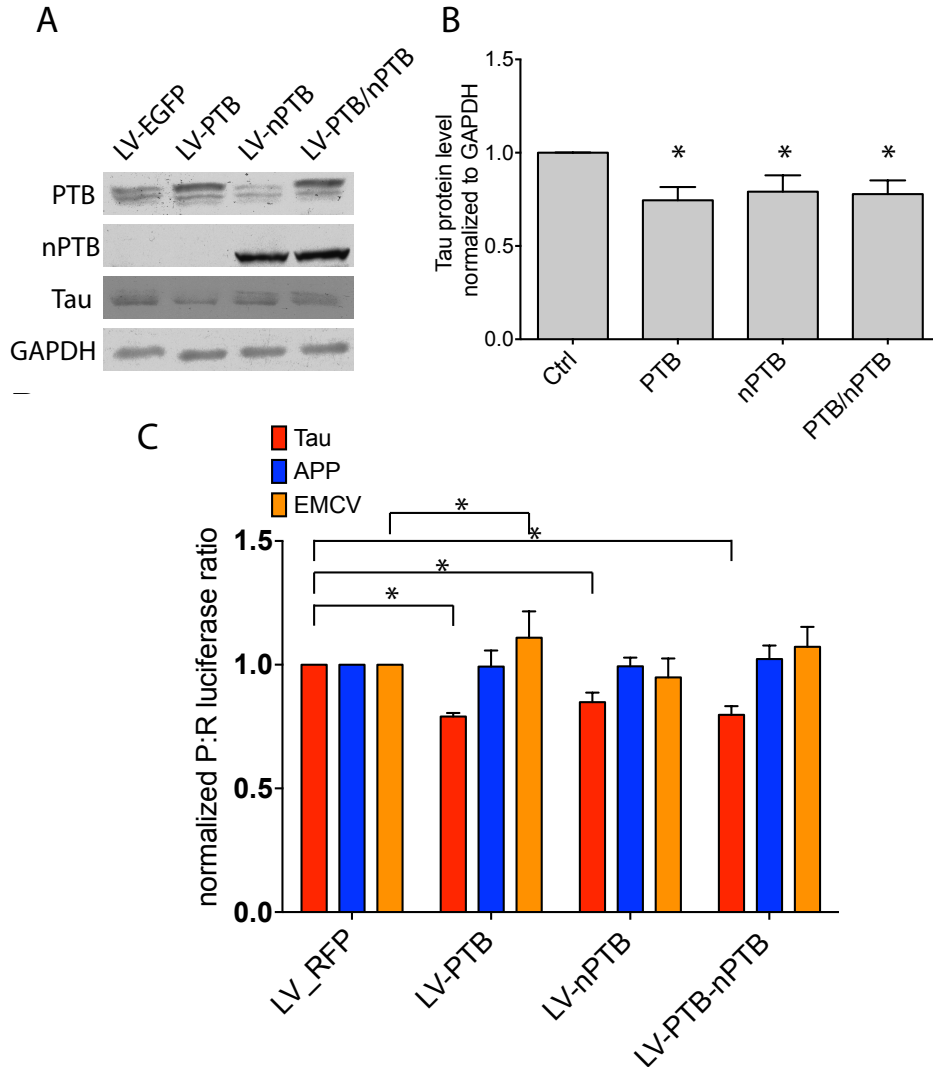 A
LV-EGFP
LV-PTB
LV-nPTB
LV-PTB/nPTB
PTB
nPTB
Tau
GAPDH
B
Tau protein level
normalized to GAPDH
1.5
1.0
0.5
0.0
*
*
*
Ctrl
PTB
nPTB
PTB/nPTB
C
Tau
APP
EMCV
normalized P:R luciferase ratio
1.5
1.0
0.5
0.0
*
*
*
*
LV_RFP
LV-PTB
LV-nPTB
LV-PTB-nPTB